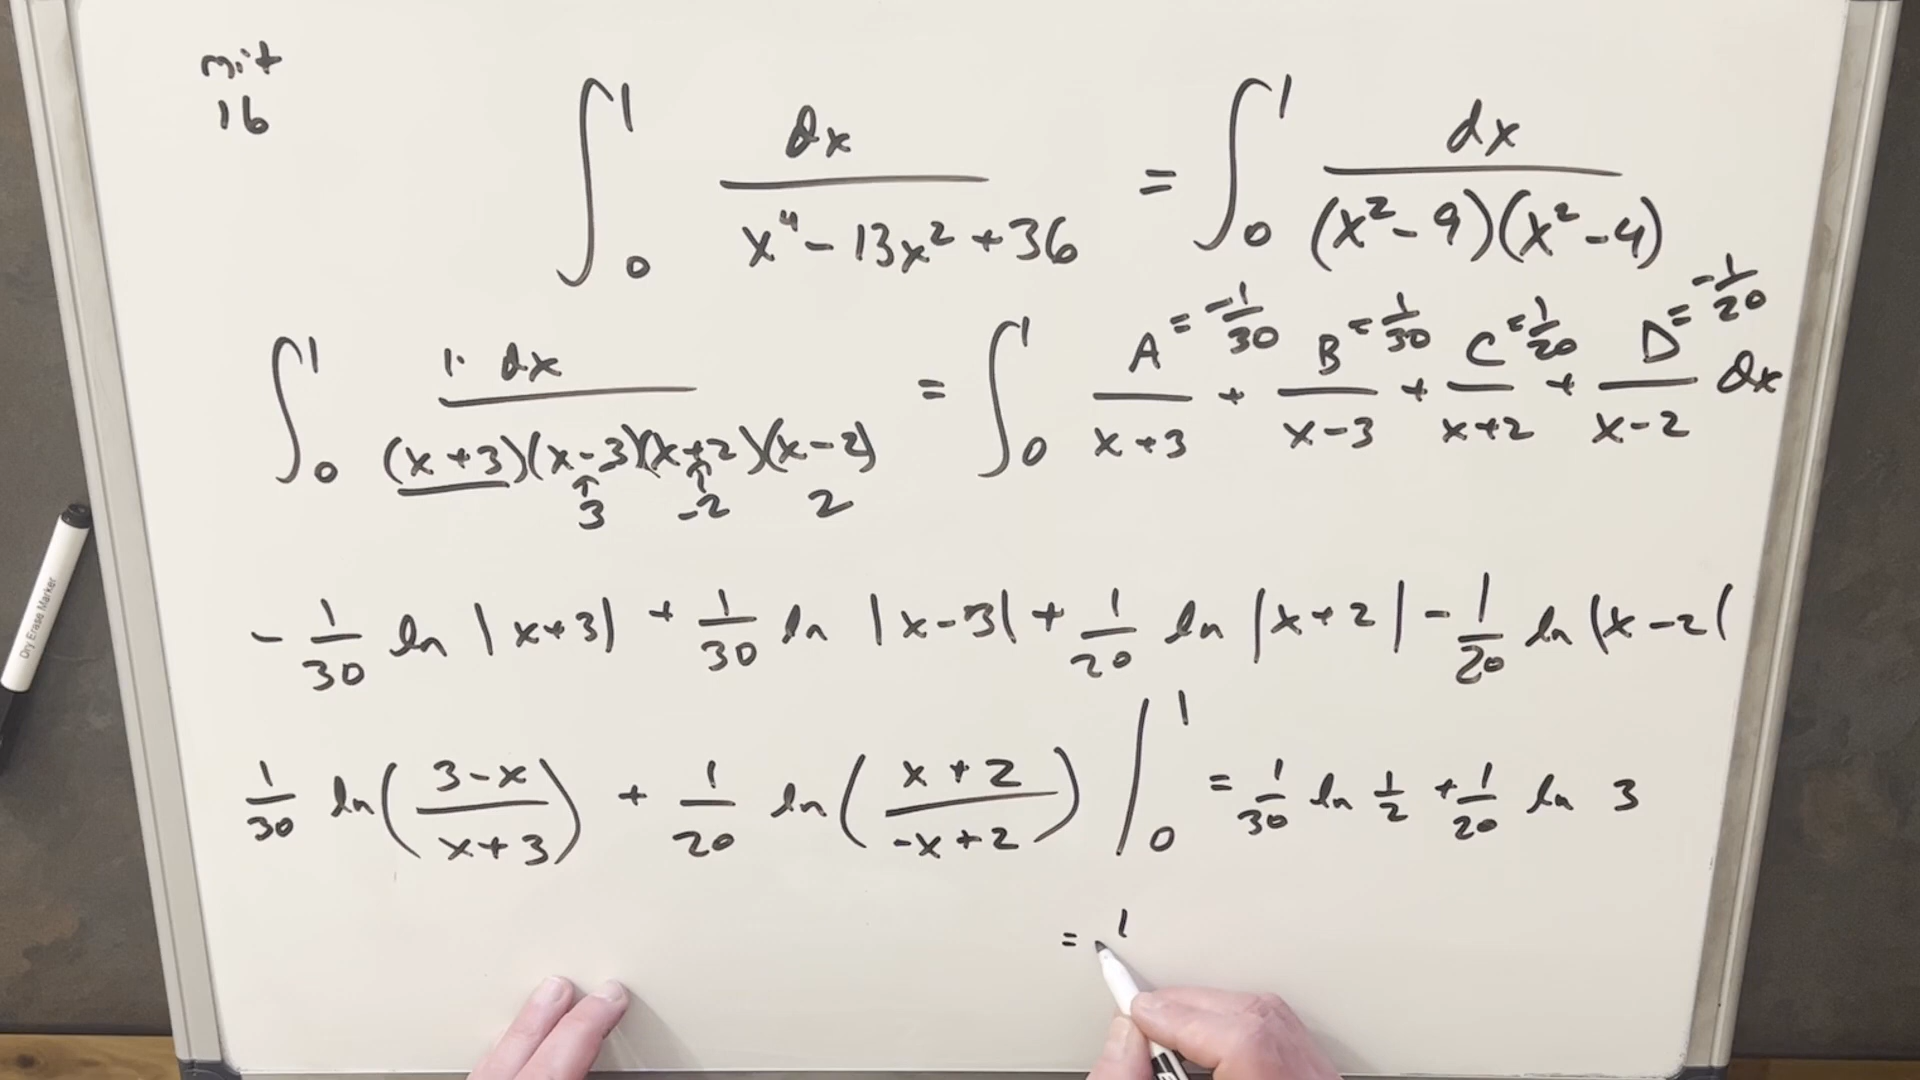 mit
16
∫₀¹ dx / (x⁴ - 13x² + 36) = ∫₀¹ dx / ((x² - 9)(x² - 4))
∫₀¹ 1· dx / ((x+3)(x-3)(x+2)(x-2)) = ∫₀¹ A/(x+3) + B/(x-3) + C/(x+2) + D/(x-2) dx
A = -1/30 B = 1/30 C = 1/20 D = -1/20
↑ 3 ↑ -2 2
- 1/30 ln |x+3| + 1/30 ln |x-3| + 1/20 ln |x+2| - 1/20 ln |x-2|
1/30 ln((3-x)/(x+3)) + 1/20 ln((x+2)/(-x+2)) |₀¹ = 1/30 ln 1/2 + 1/20 ln 3
= 1
Dry Erase Marker